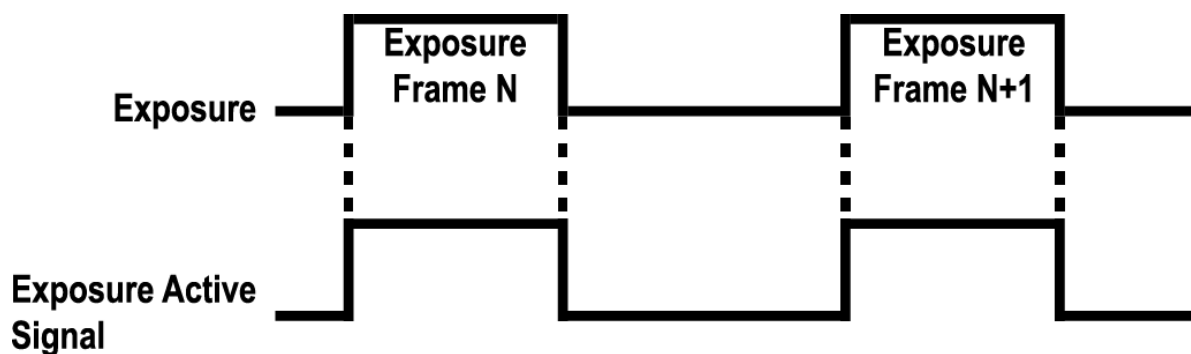 Exposure
Frame N
Exposure
Frame N+1
Exposure
Exposure Active
Signal